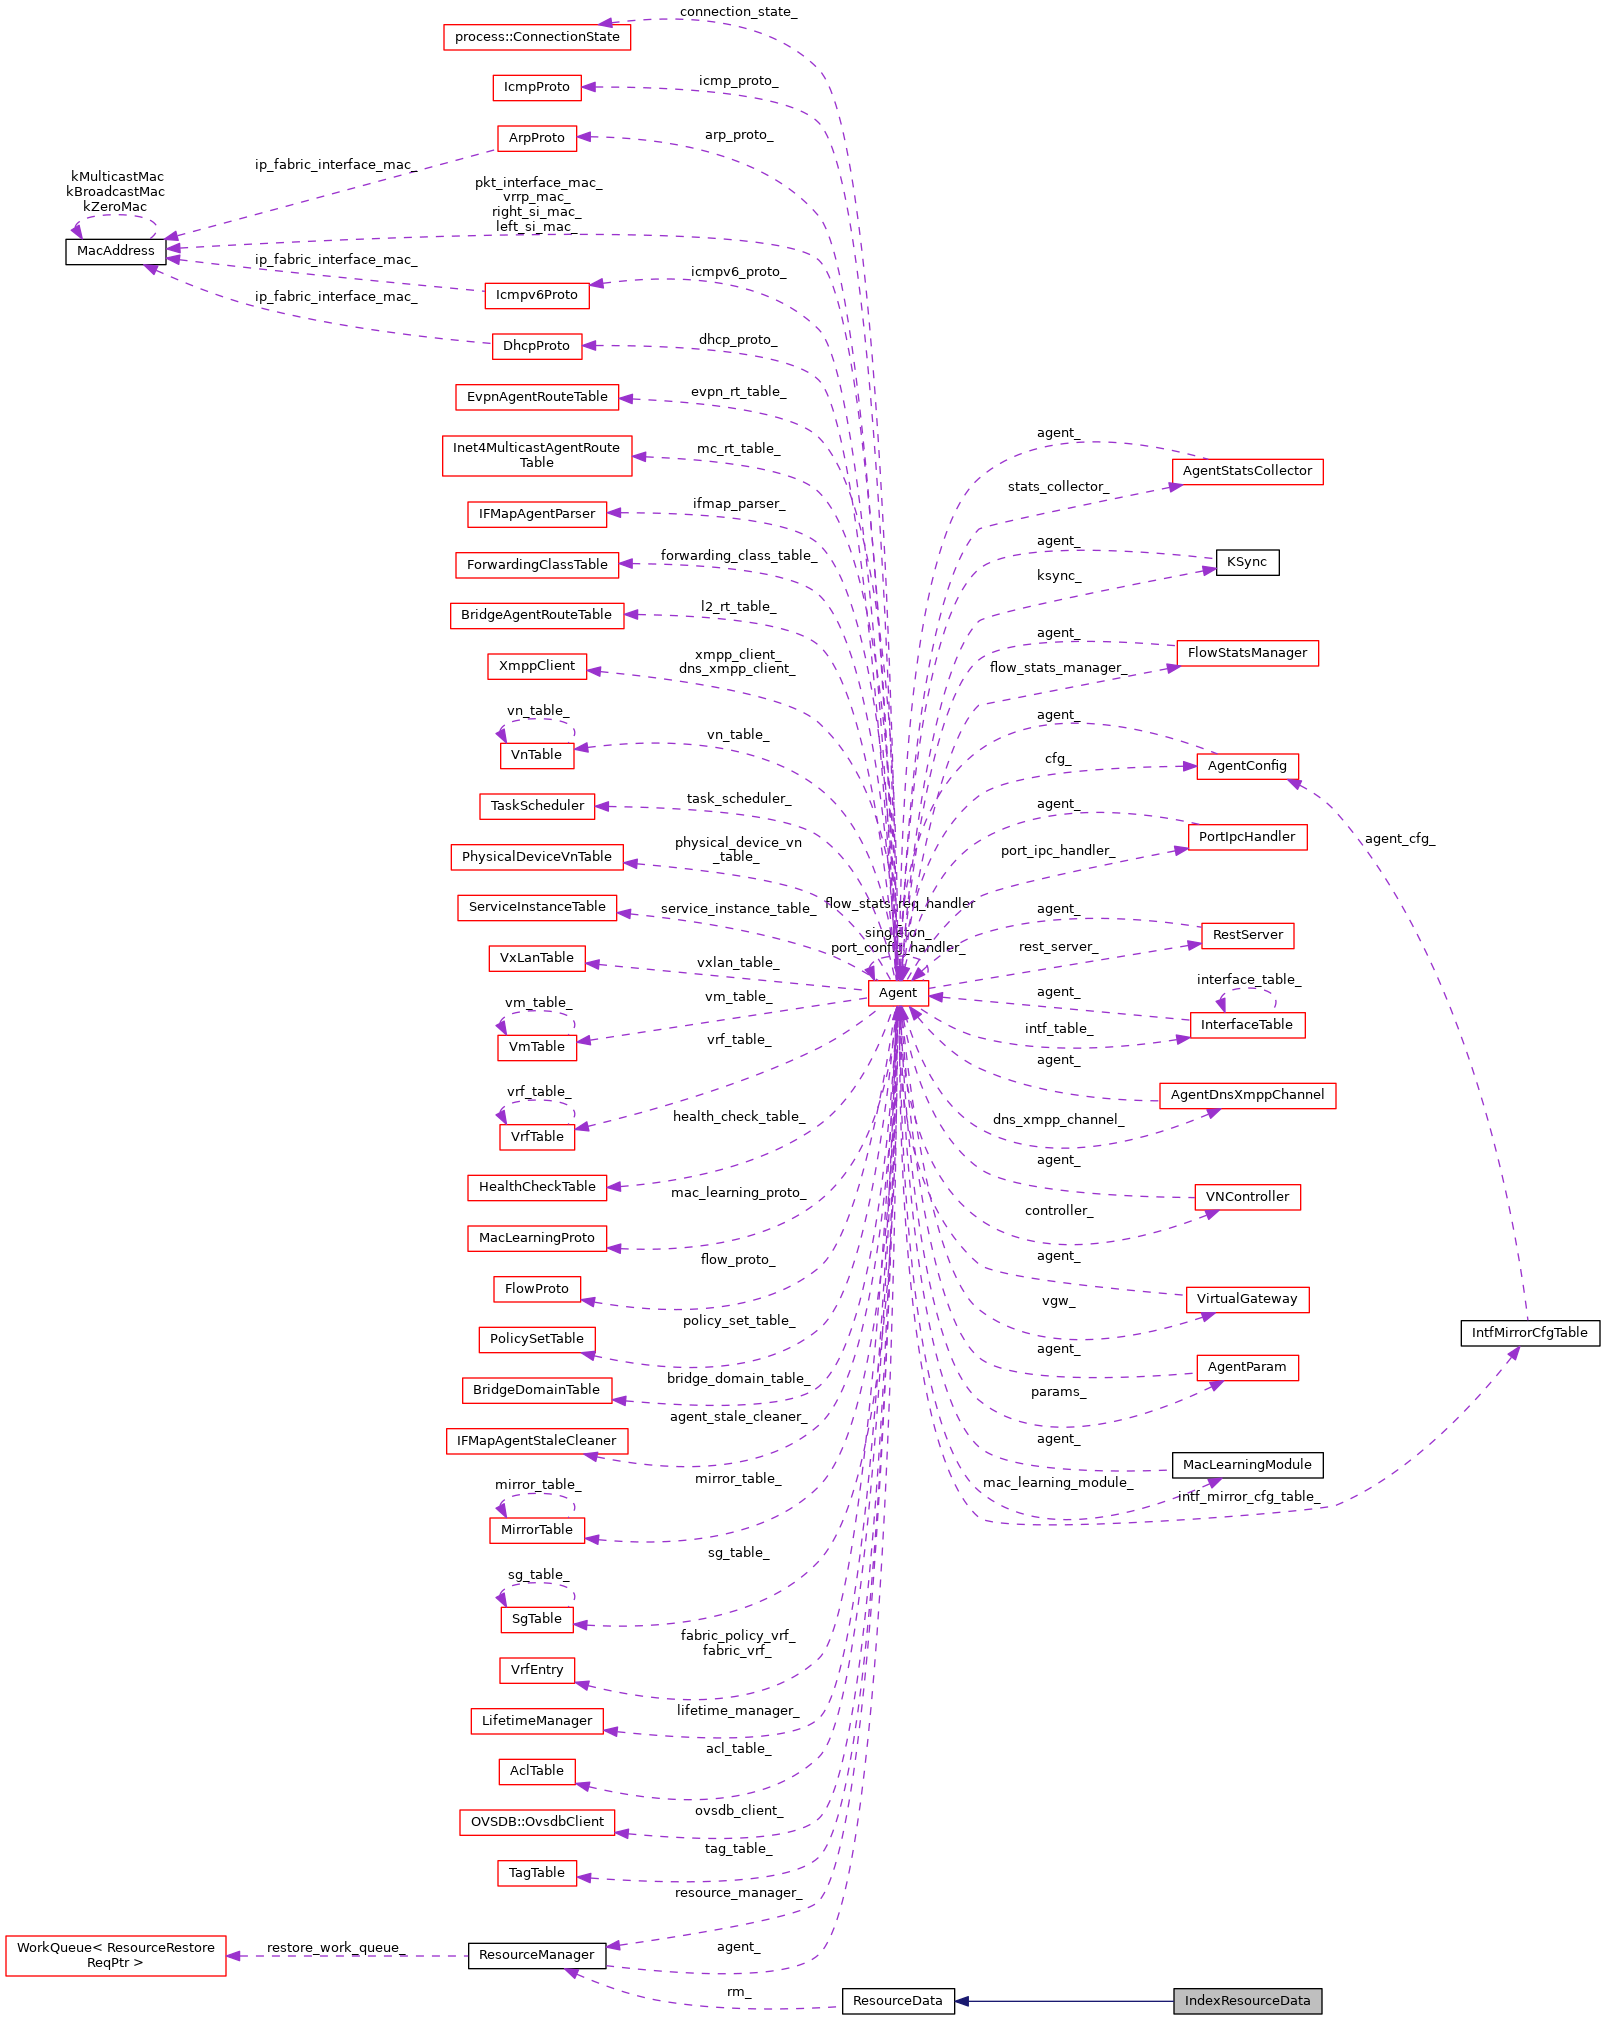 connection_state_
process::ConnectionState
icmp_proto_
IcmpProto
arp_proto_
ArpProto
ip_fabric_interface_mac_
kMulticastMac
kBroadcastMac
kZeroMac
pkt_interface_mac_
vrrp_mac_
right_si_mac_
left_si_mac_
MacAddress
ip_fabric_interface_mac_
icmpv6_proto_
Icmpv6Proto
ip_fabric_interface_mac_
dhcp_proto_
DhcpProto
evpn_rt_table_
EvpnAgentRouteTable
mc_rt_table_
Inet4MulticastAgentRoute
Table
ifmap_parser_
IFMapAgentParser
forwarding_class_table_
ForwardingClassTable
l2_rt_table_
BridgeAgentRouteTable
xmpp_client_
dns_xmpp_client_
XmppClient
vn_table_
vn_table_
VnTable
task_scheduler_
TaskScheduler
physical_device_vn
_table_
PhysicalDeviceVnTable
service_instance_table_
ServiceInstanceTable
vxlan_table_
VxLanTable
vm_table_
vm_table_
VmTable
vrf_table_
vrf_table_
VrfTable
health_check_table_
HealthCheckTable
mac_learning_proto_
MacLearningProto
flow_proto_
FlowProto
policy_set_table_
PolicySetTable
bridge_domain_table_
BridgeDomainTable
agent_stale_cleaner_
IFMapAgentStaleCleaner
mirror_table_
mirror_table_
MirrorTable
sg_table_
sg_table_
SgTable
fabric_policy_vrf_
fabric_vrf_
VrfEntry
lifetime_manager_
LifetimeManager
acl_table_
AclTable
ovsdb_client_
OVSDB::OvsdbClient
tag_table_
TagTable
resource_manager_
agent_
ResourceManager
restore_work_queue_
WorkQueue< ResourceRestore
ReqPtr >
rm_
ResourceData
IndexResourceData
flow_stats_req_handler
_
singleton_
port_config_handler_
Agent
agent_
AgentStatsCollector
stats_collector_
agent_
KSync
ksync_
agent_
FlowStatsManager
flow_stats_manager_
agent_
AgentConfig
cfg_
agent_
PortIpcHandler
port_ipc_handler_
agent_
RestServer
rest_server_
interface_table_
agent_
InterfaceTable
intf_table_
agent_
AgentDnsXmppChannel
dns_xmpp_channel_
agent_
VNController
controller_
agent_
VirtualGateway
vgw_
agent_
AgentParam
params_
agent_
MacLearningModule
mac_learning_module_
intf_mirror_cfg_table_
agent_cfg_
IntfMirrorCfgTable